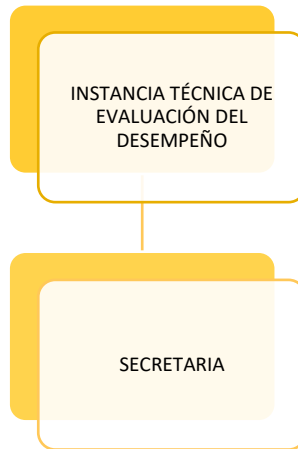 INSTANCIA TÉCNICA DE
EVALUACIÓN DEL
DESEMPEÑO
SECRETARIA